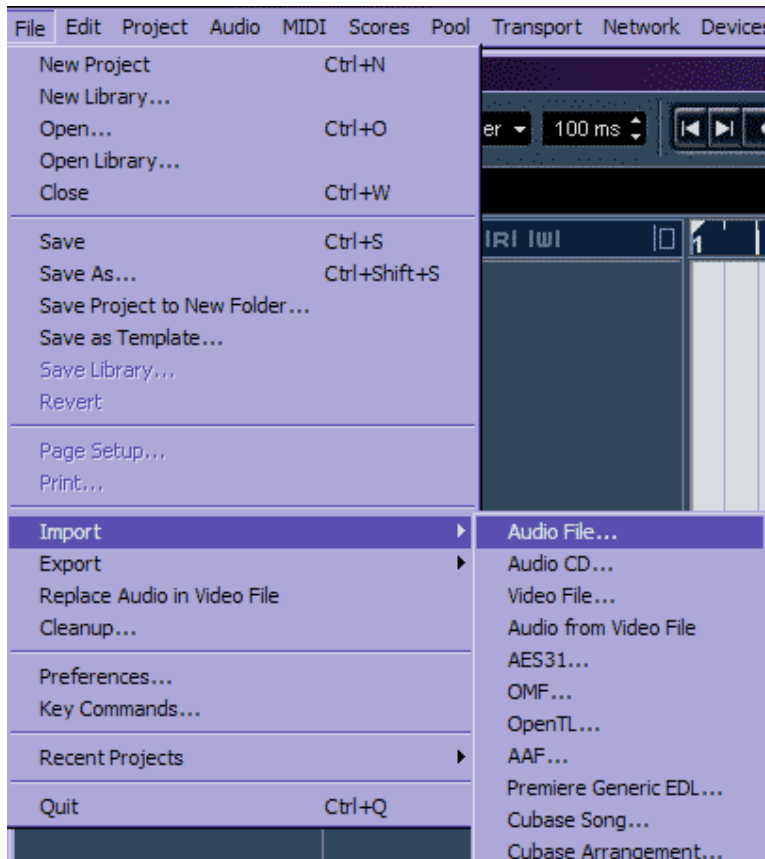 File Edit Project Audio MIDI Scores Pool Transport Network Devices
New Project Ctrl+N
New Library...
Open... Ctrl+O
Open Library...
Close Ctrl+W
er 100 ms
Save Ctrl+S
Save As... Ctrl+Shift+S
Save Project to New Folder...
Save as Template...
Save Library...
Revert
R W 1
Page Setup...
Print...
Import
Export
Replace Audio in Video File
Cleanup...
Preferences...
Key Commands...
Recent Projects
Quit Ctrl+Q
Audio File...
Audio CD...
Video File...
Audio from Video File
AES31...
OMF...
OpenTL...
AAF...
Premiere Generic EDL...
Cubase Song...
Cubase Arrangement...